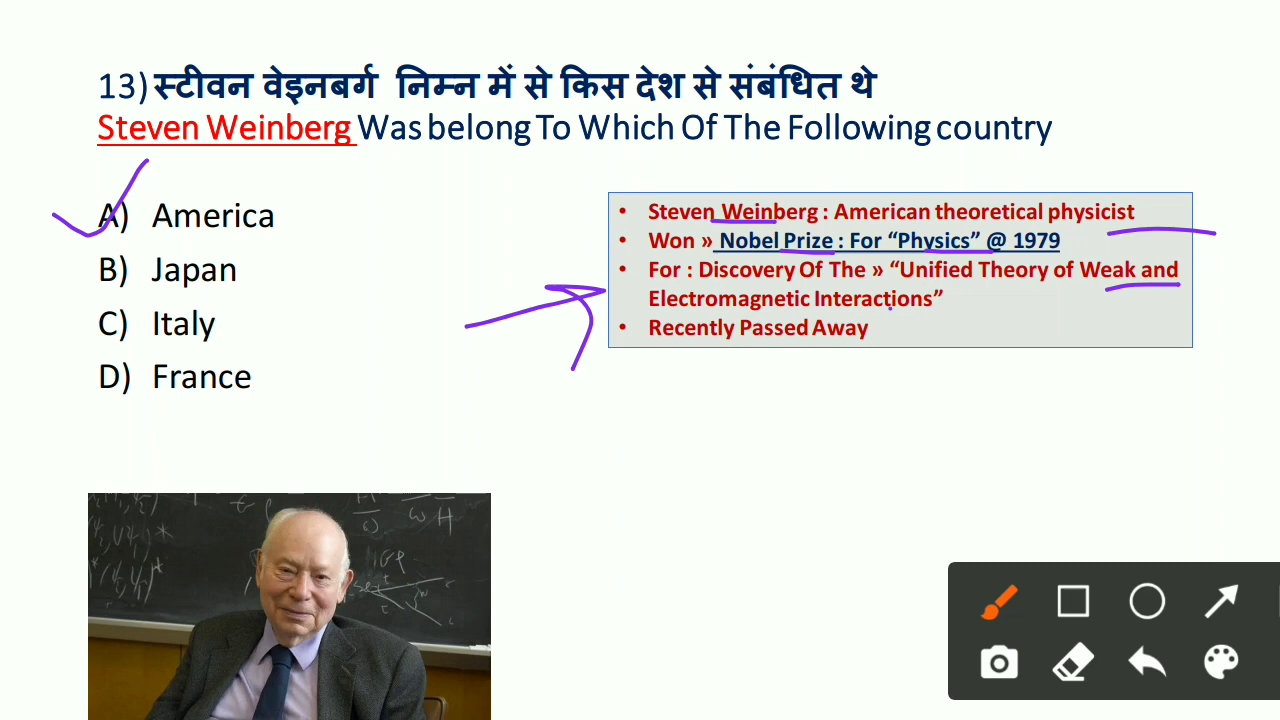 13) स्टीवन वेइनबर्ग निम्न में से किस देश से संबंधित थे
Steven Weinberg Was belong To Which Of The Following country
A) America
B) Japan
C) Italy
D) France
• Steven Weinberg : American theoretical physicist
• Won » Nobel Prize : For “Physics” @ 1979
• For : Discovery Of The » “Unified Theory of Weak and
Electromagnetic Interactions”
• Recently Passed Away